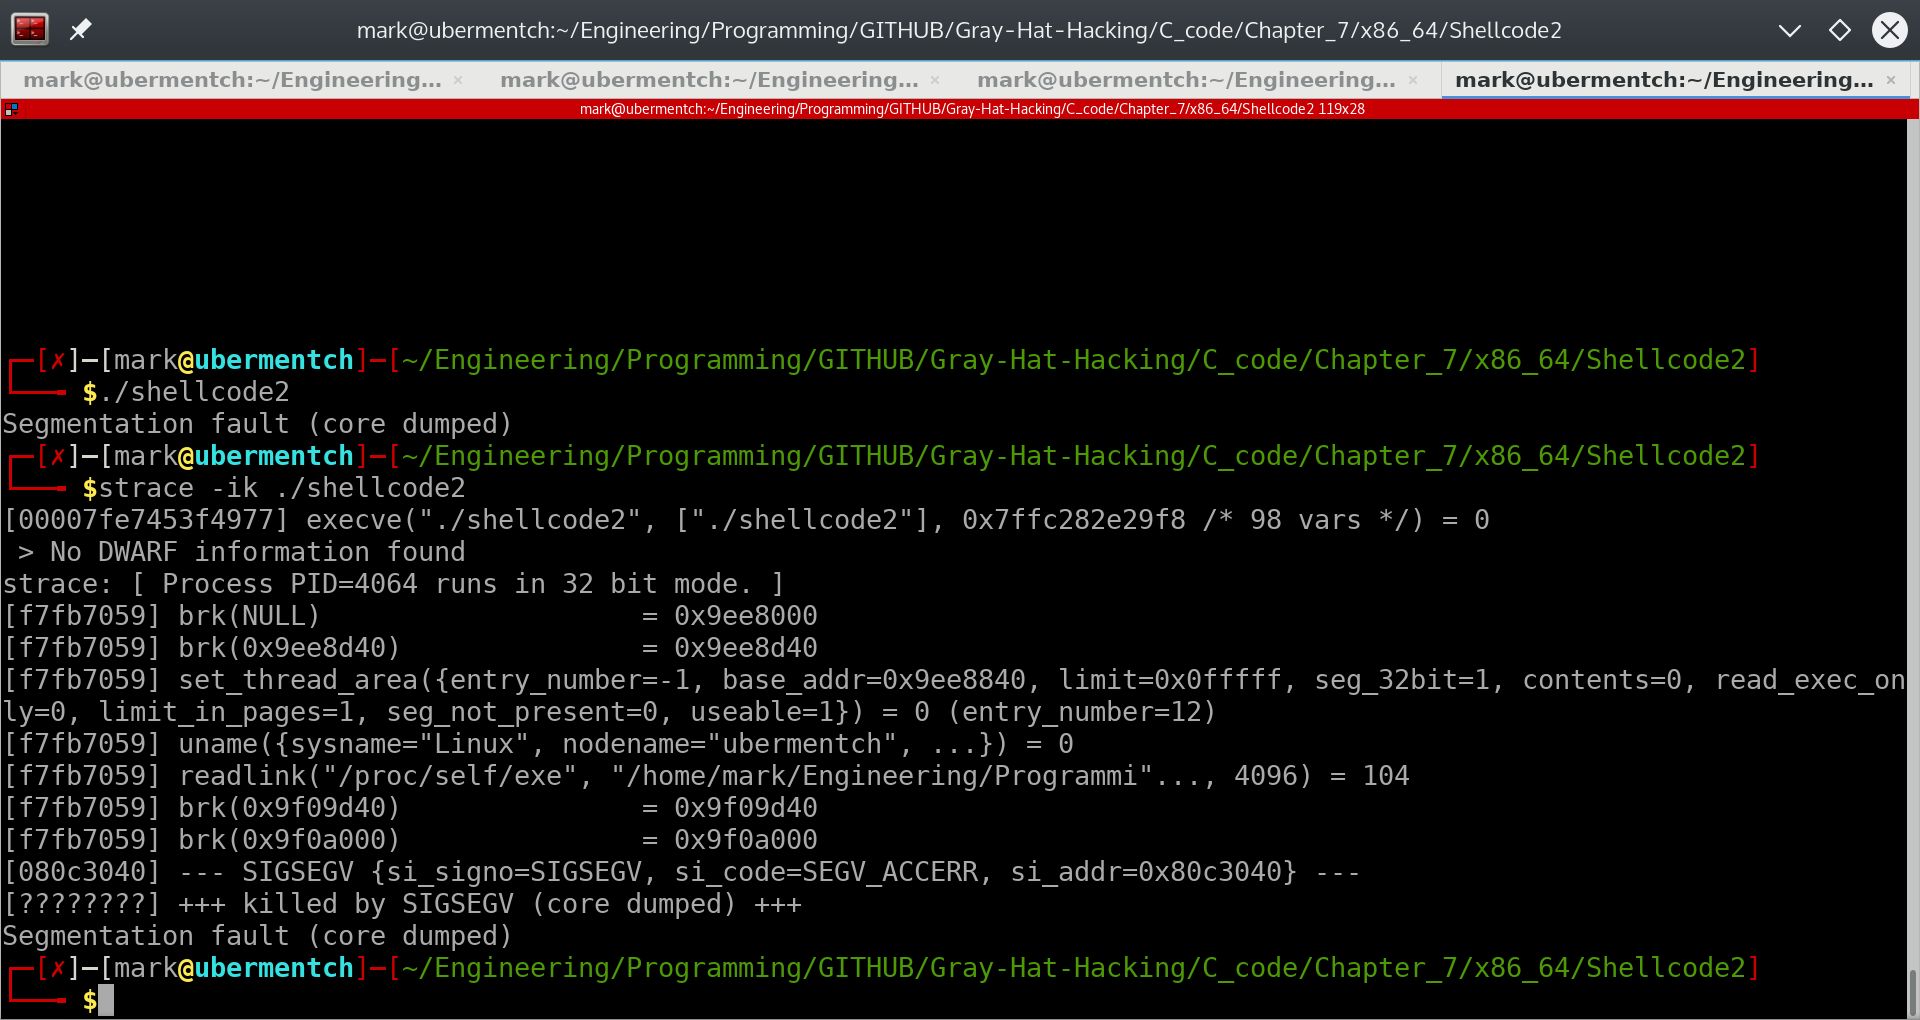 mark@ubermentch:~/Engineering/Programming/GITHUB/Gray-Hat-Hacking/C_code/Chapter_7/x86_64/Shellcode2
mark@ubermentch:~/Engineering... × mark@ubermentch:~/Engineering... × mark@ubermentch:~/Engineering... × mark@ubermentch:~/Engineering... ×
mark@ubermentch:~/Engineering/Programming/GITHUB/Gray-Hat-Hacking/C_code/Chapter_7/x86_64/Shellcode2 119x28
┌─[✗]─[mark@ubermentch]─[~/Engineering/Programming/GITHUB/Gray-Hat-Hacking/C_code/Chapter_7/x86_64/Shellcode2]
└──╼ $./shellcode2
Segmentation fault (core dumped)
┌─[✗]─[mark@ubermentch]─[~/Engineering/Programming/GITHUB/Gray-Hat-Hacking/C_code/Chapter_7/x86_64/Shellcode2]
└──╼ $strace -ik ./shellcode2
[00007fe7453f4977] execve("./shellcode2", ["./shellcode2"], 0x7ffc282e29f8 /* 98 vars */) = 0
 > No DWARF information found
strace: [ Process PID=4064 runs in 32 bit mode. ]
[f7fb7059] brk(NULL)                    = 0x9ee8000
[f7fb7059] brk(0x9ee8d40)               = 0x9ee8d40
[f7fb7059] set_thread_area({entry_number=-1, base_addr=0x9ee8840, limit=0x0fffff, seg_32bit=1, contents=0, read_exec_on
ly=0, limit_in_pages=1, seg_not_present=0, useable=1}) = 0 (entry_number=12)
[f7fb7059] uname({sysname="Linux", nodename="ubermentch", ...}) = 0
[f7fb7059] readlink("/proc/self/exe", "/home/mark/Engineering/Programmi"..., 4096) = 104
[f7fb7059] brk(0x9f09d40)               = 0x9f09d40
[f7fb7059] brk(0x9f0a000)               = 0x9f0a000
[080c3040] --- SIGSEGV {si_signo=SIGSEGV, si_code=SEGV_ACCERR, si_addr=0x80c3040} ---
[????????] +++ killed by SIGSEGV (core dumped) +++
Segmentation fault (core dumped)
┌─[✗]─[mark@ubermentch]─[~/Engineering/Programming/GITHUB/Gray-Hat-Hacking/C_code/Chapter_7/x86_64/Shellcode2]
└──╼ $